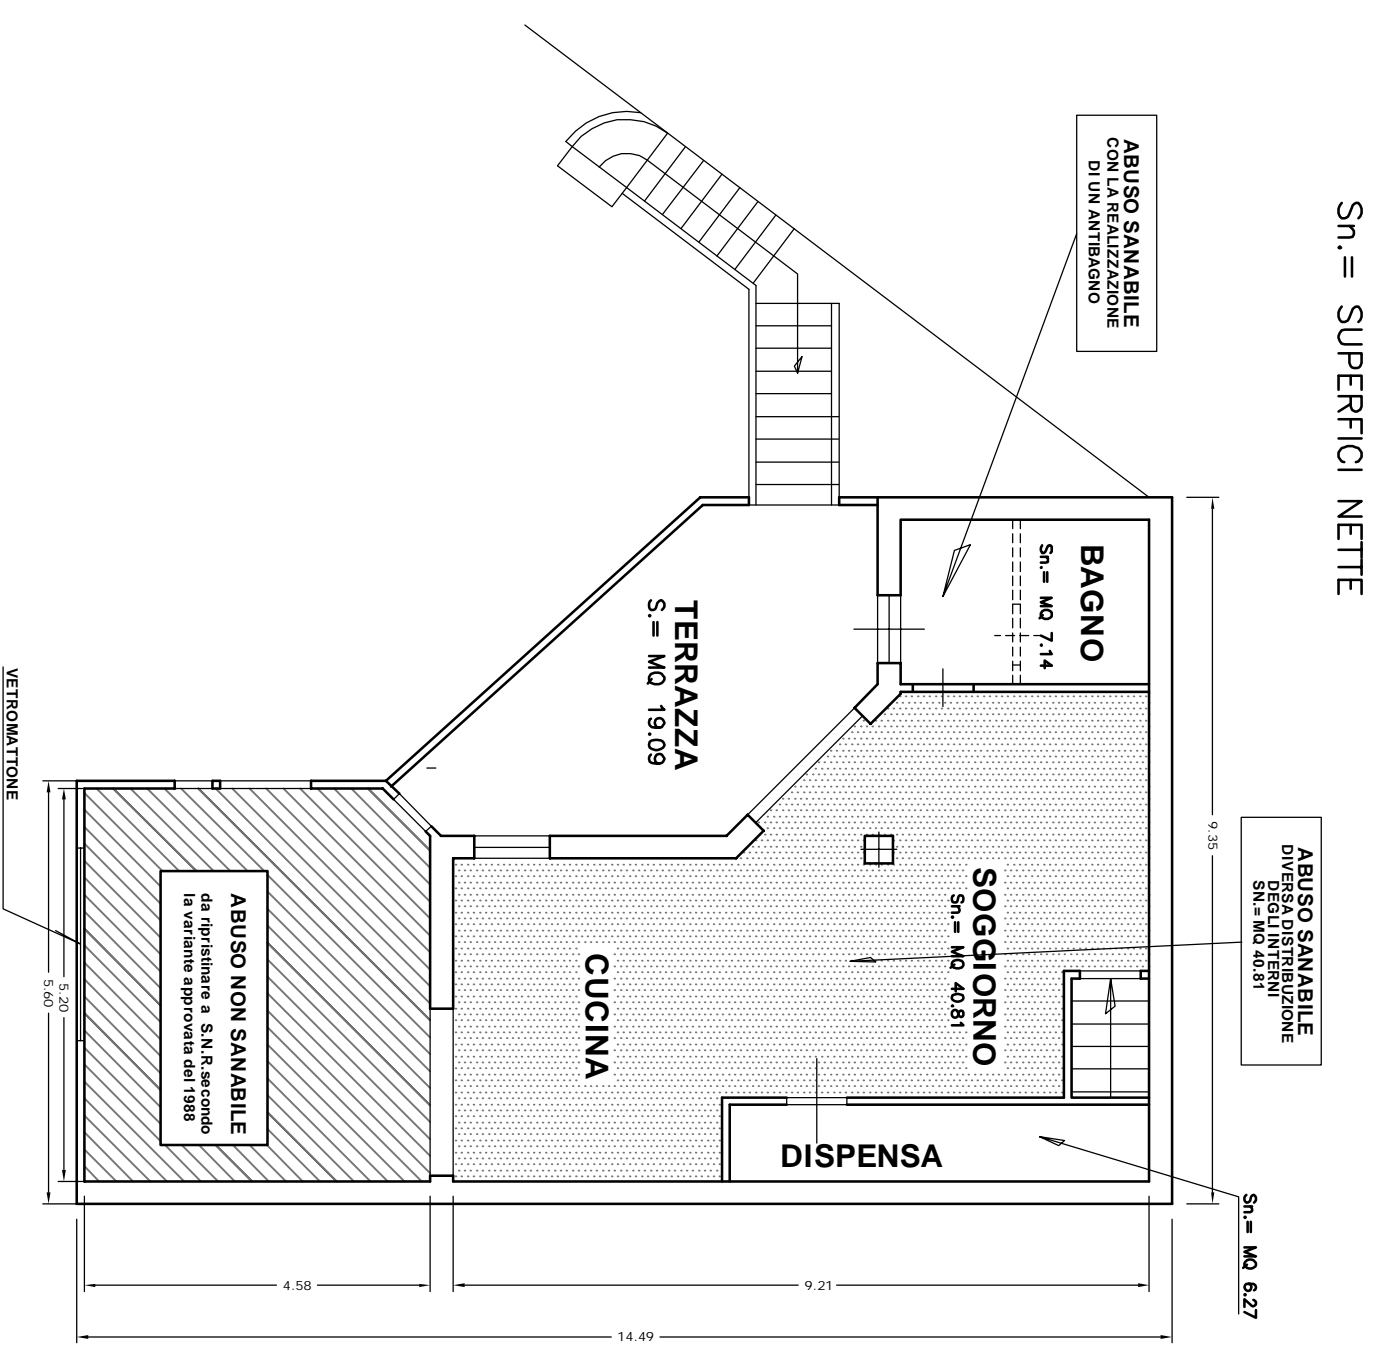 Sn.= SUPERFICI NETTE
ABUSO SANABILE
CON LA REALIZZAZIONE
DI UN ANTIBAGNO
BAGNO
Sn.= MQ 7.14
TERRAZZA
S.= MQ 19.09
9.35
ABUSO SANABILE
DIVERSA DISTRIBUZIONE
DEGLI INTERNI
SN.= MQ 40.81
SOGGIORNO
Sn.= MQ 40.81
CUCINA
DISPENSA
Sn.= MQ 6.27
ABUSO NON SANABILE
da ripristinare a S.N.R.secondo
la variante approvata del 1988
VETROMATTONE
5.20
5.60
4.58
9.21
14.49